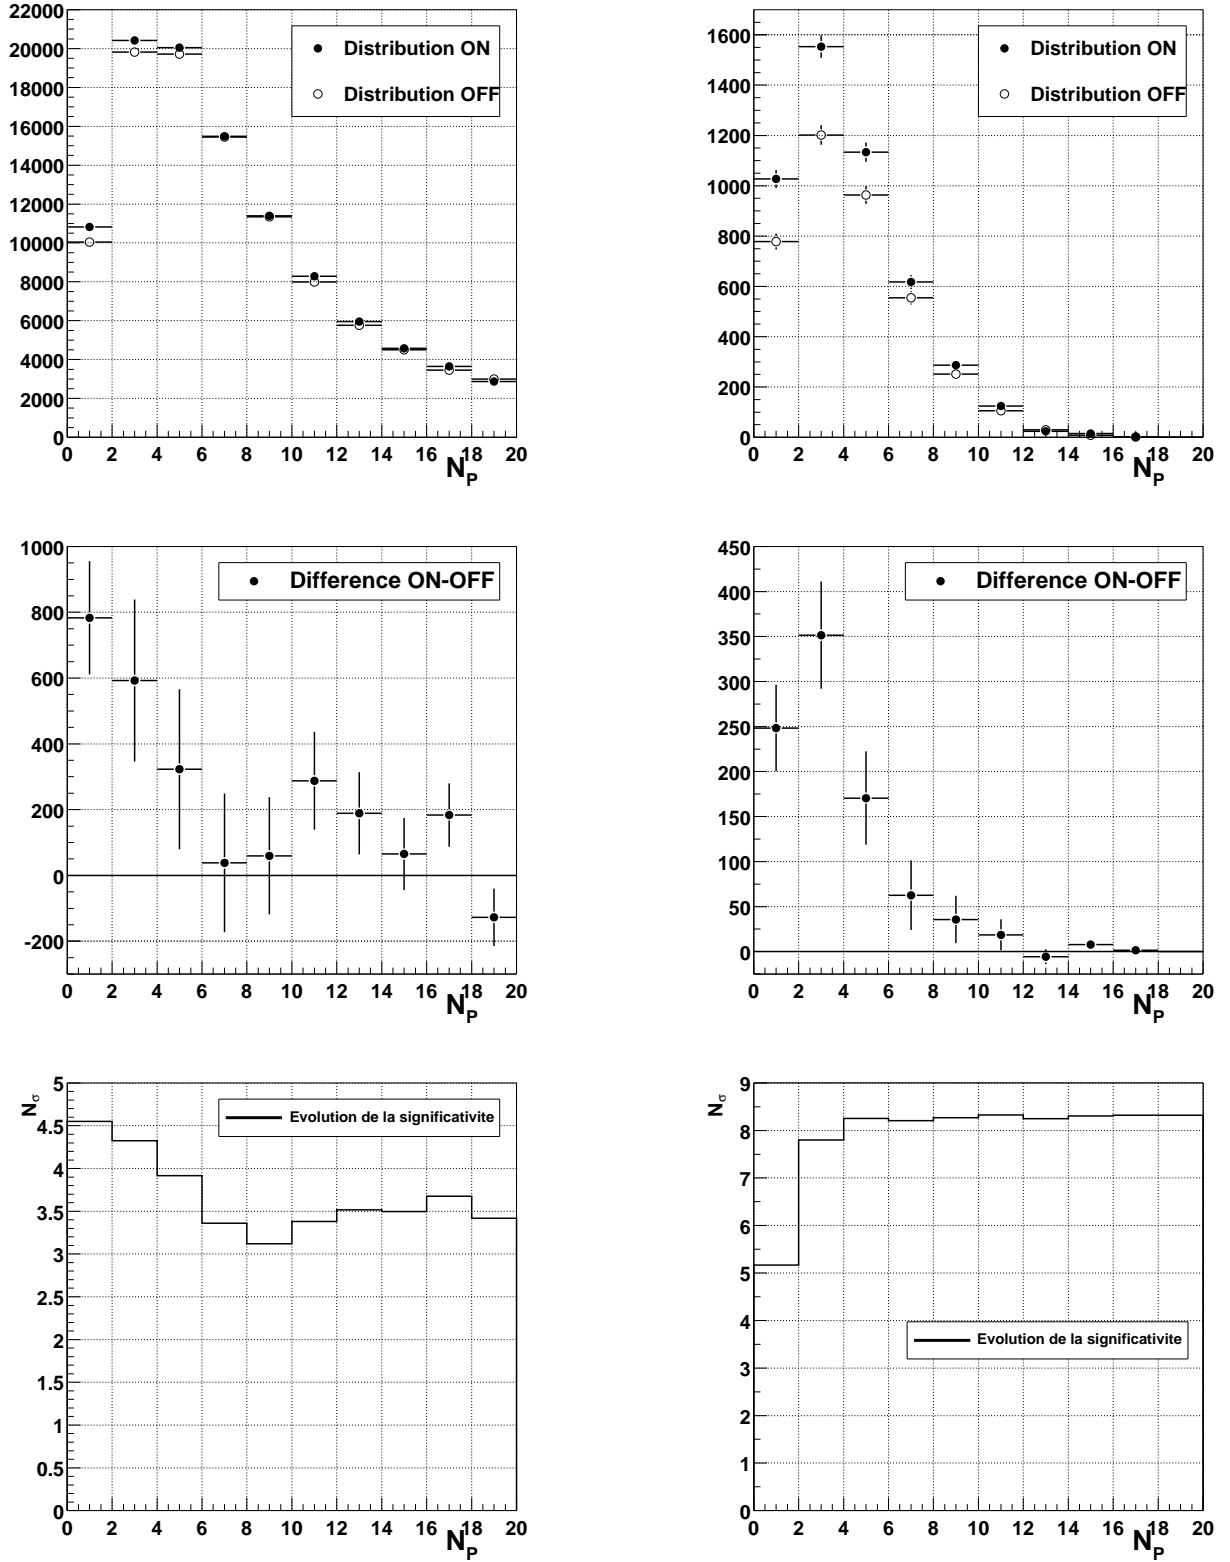 22000
20000
18000
16000
14000
12000
10000
8000
6000
4000
2000
0
Distribution ON
Distribution OFF
0 2 4 6 8 10 12 14 16 18 20
N_P
1600
1400
1200
1000
800
600
400
200
0
Distribution ON
Distribution OFF
0 2 4 6 8 10 12 14 16 18 20
N_P
1000
800
600
400
200
0
-200
Difference ON-OFF
0 2 4 6 8 10 12 14 16 18 20
N_P
450
400
350
300
250
200
150
100
50
0
Difference ON-OFF
0 2 4 6 8 10 12 14 16 18 20
N_P
N_σ
5
4.5
4
3.5
3
2.5
2
1.5
1
0.5
0
Evolution de la significativite
0 2 4 6 8 10 12 14 16 18 20
N_P
N_σ
9
8
7
6
5
4
3
2
1
0
Evolution de la significativite
0 2 4 6 8 10 12 14 16 18 20
N_P